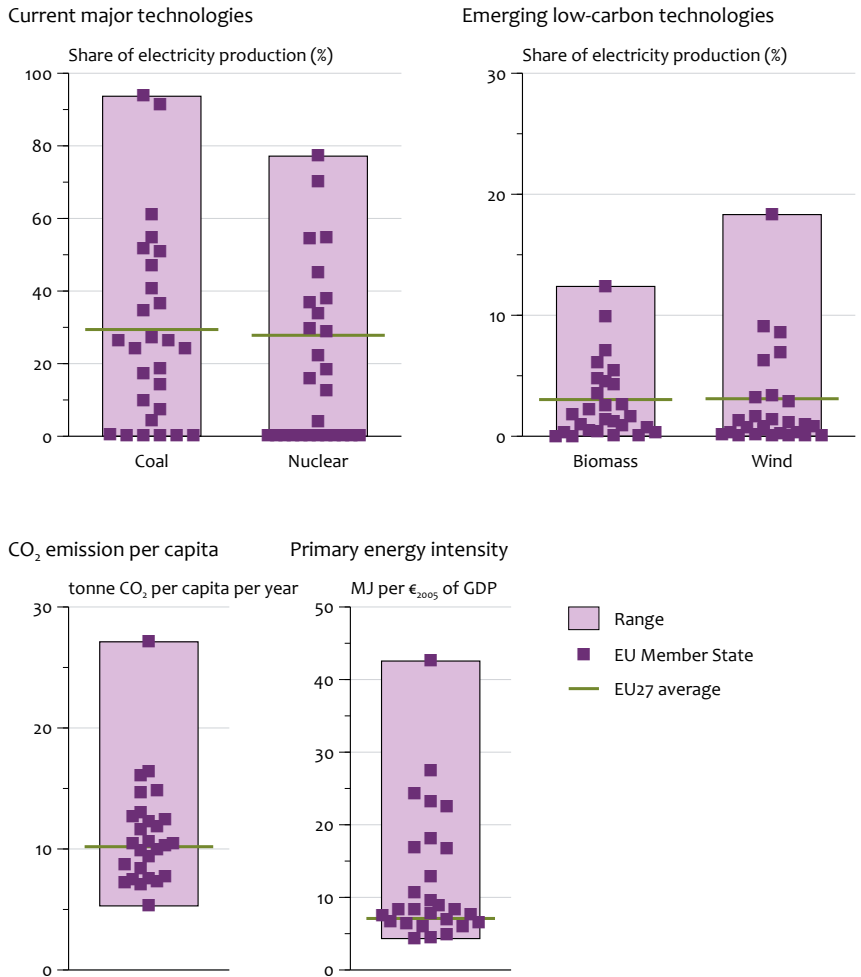 Current major technologies
Emerging low-carbon technologies
Share of electricity production (%)
Share of electricity production (%)
100
80
60
40
20
0
Coal
Nuclear
30
20
10
0
Biomass
Wind
CO₂ emission per capita
Primary energy intensity
tonne CO₂ per capita per year
MJ per €₂₀₀₅ of GDP
30
20
10
0
50
40
30
20
10
0
Range
EU Member State
EU27 average